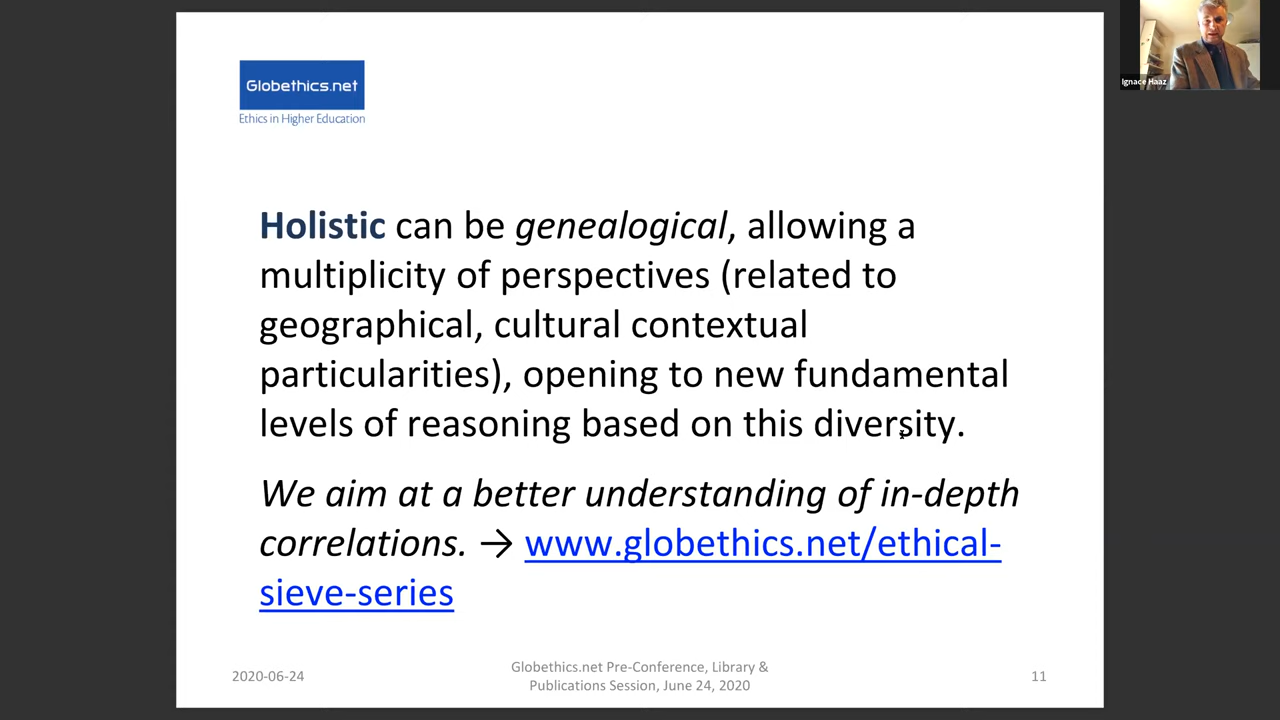 Globethics.net
Ethics in Higher Education
Ignace Haaz
Holistic can be genealogical, allowing a
multiplicity of perspectives (related to
geographical, cultural contextual
particularities), opening to new fundamental
levels of reasoning based on this diversity.
We aim at a better understanding of in-depth
correlations. → www.globethics.net/ethical-
sieve-series
2020-06-24
Globethics.net Pre-Conference, Library &
Publications Session, June 24, 2020
11